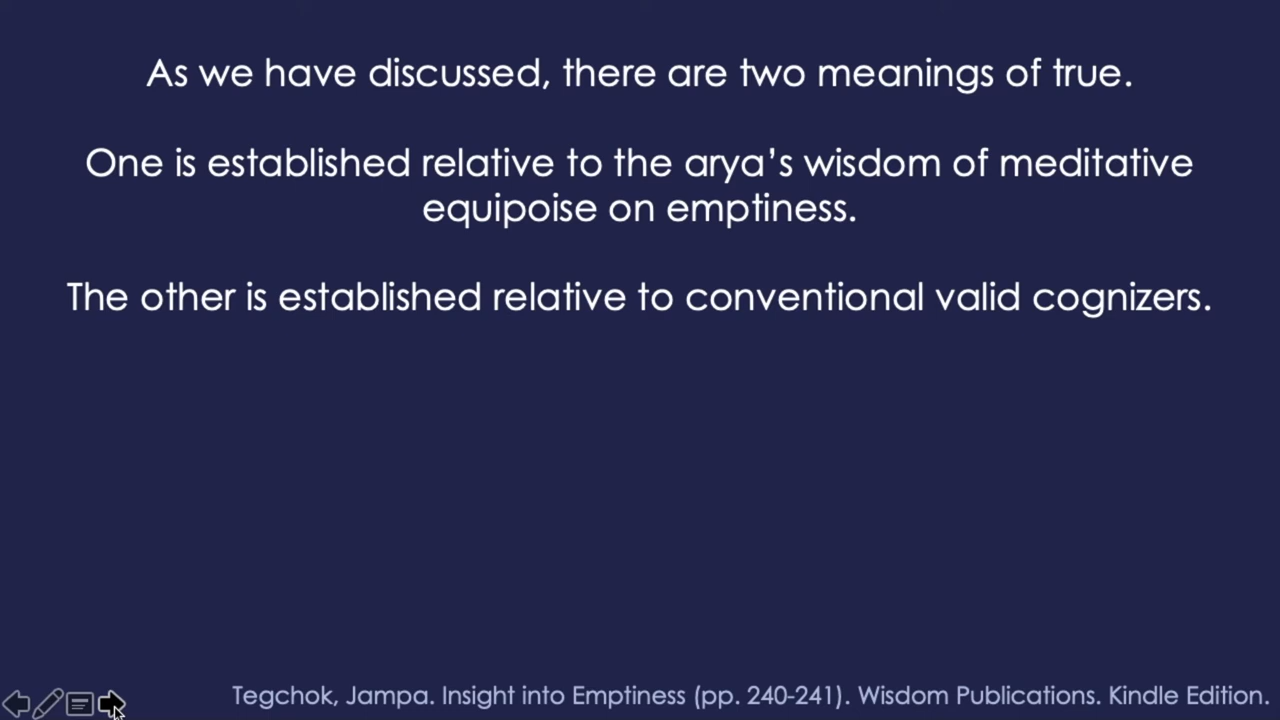 As we have discussed, there are two meanings of true.
One is established relative to the arya’s wisdom of meditative
equipoise on emptiness.
The other is established relative to conventional valid cognizers.
Tegchok, Jampa. Insight into Emptiness (pp. 240-241). Wisdom Publications. Kindle Edition.